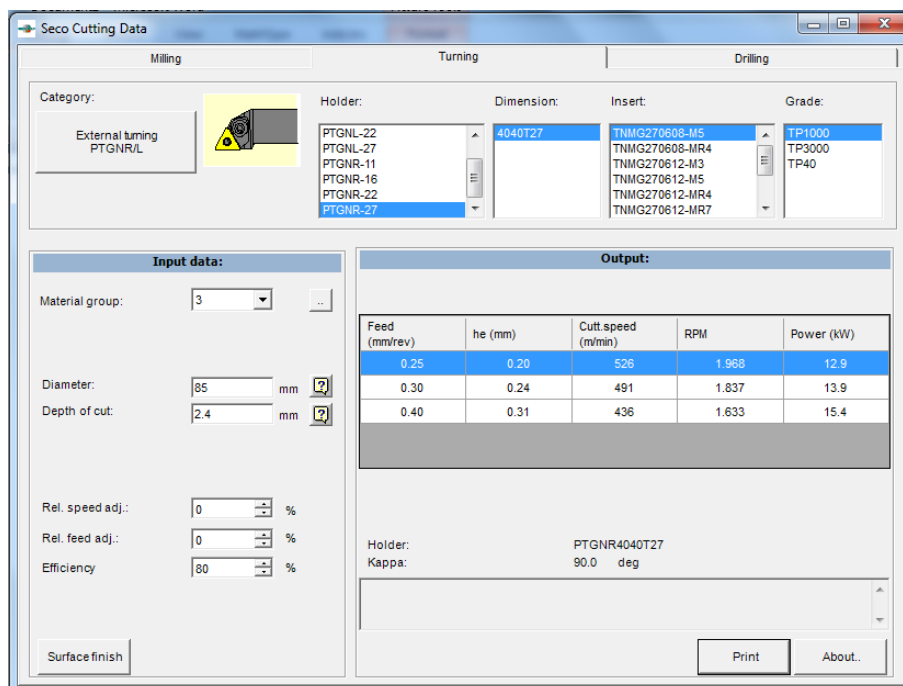 Seco Cutting Data
Milling
Turning
Drilling
Category:
External turning
PTGNR/L
Holder:
PTGNL-22
PTGNL-27
PTGNR-11
PTGNR-16
PTGNR-22
PTGNR-27
Dimension:
4040T27
Insert:
TNMG270608-M5
TNMG270608-MR4
TNMG270612-M3
TNMG270612-M5
TNMG270612-MR4
TNMG270612-MR7
Grade:
TP1000
TP3000
TP40
Input data:
Material group: 3 ..
Diameter: 85 mm
Depth of cut: 2.4 mm
Rel. speed adj.: 0 %
Rel. feed adj.: 0 %
Efficiency 80 %
Surface finish
Output:
Feed (mm/rev) he (mm) Cutt.speed (m/min) RPM Power (kW)
0.25 0.20 526 1.968 12.9
0.30 0.24 491 1.837 13.9
0.40 0.31 436 1.633 15.4
Holder: PTGNR4040T27
Kappa: 90.0 deg
Print
About..